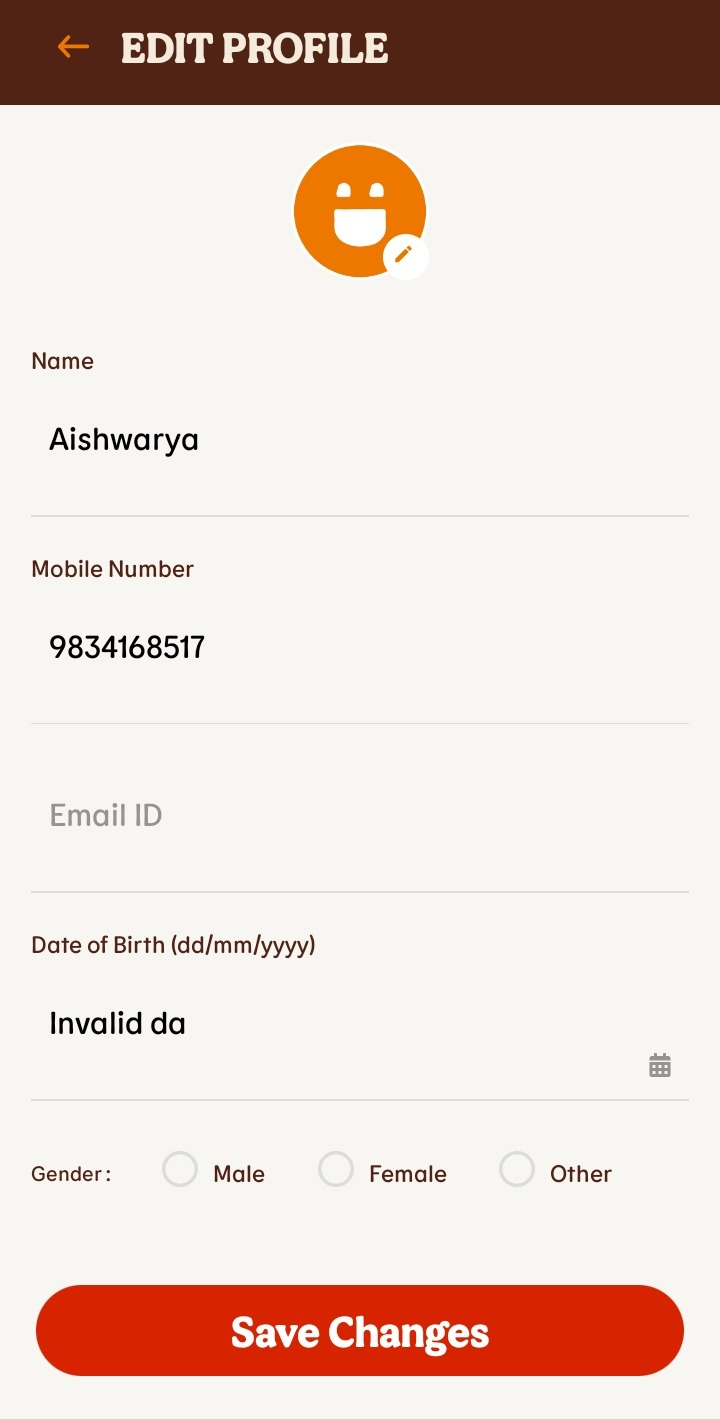 EDIT PROFILE
Name
Aishwarya
Mobile Number
9834168517
Email ID
Date of Birth (dd/mm/yyyy)
Invalid da
Gender : Male Female Other
Save Changes